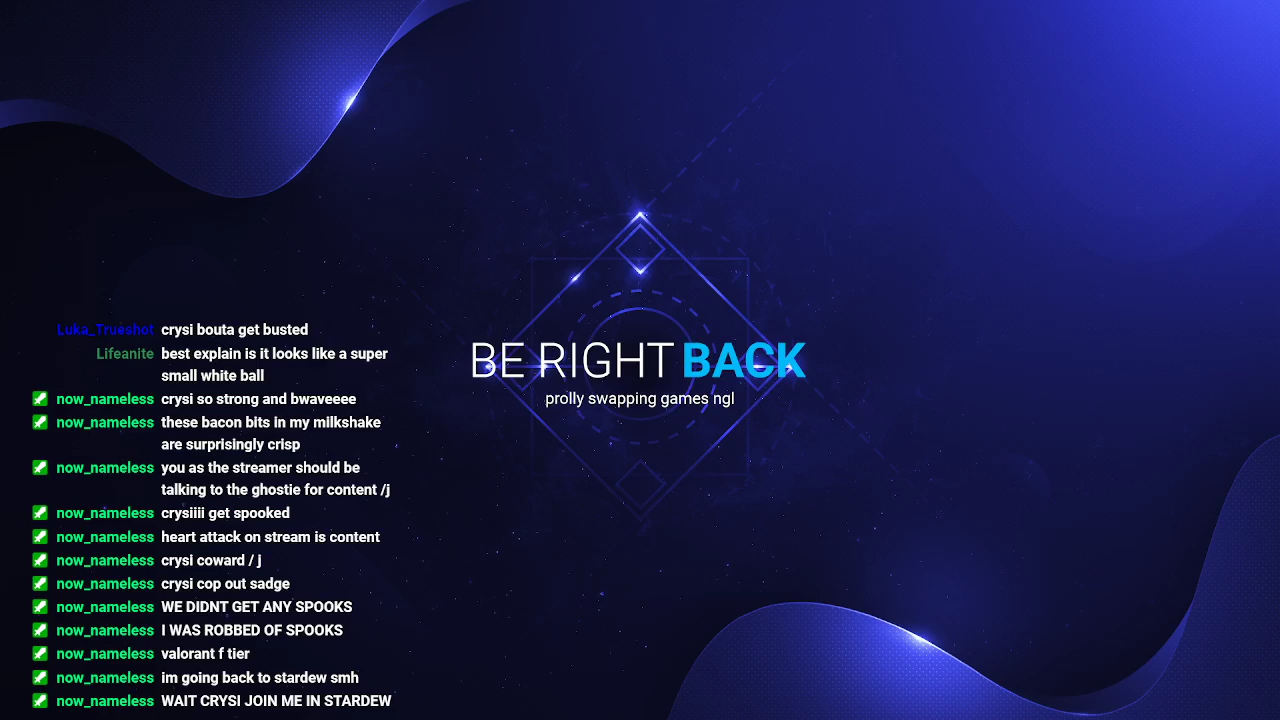 Luka_Trueshot crysi bouta get busted
Lifeanite best explain is it looks like a super
small white ball
now_nameless crysi so strong and bwaveeee
now_nameless these bacon bits in my milkshake
are surprisingly crisp
now_nameless you as the streamer should be
talking to the ghostie for content /j
now_nameless crysiiii get spooked
now_nameless heart attack on stream is content
now_nameless crysi coward / j
now_nameless crysi cop out sadge
now_nameless WE DIDNT GET ANY SPOOKS
now_nameless I WAS ROBBED OF SPOOKS
now_nameless valorant f tier
now_nameless im going back to stardew smh
now_nameless WAIT CRYSI JOIN ME IN STARDEW
BE RIGHT BACK
prolly swapping games ngl